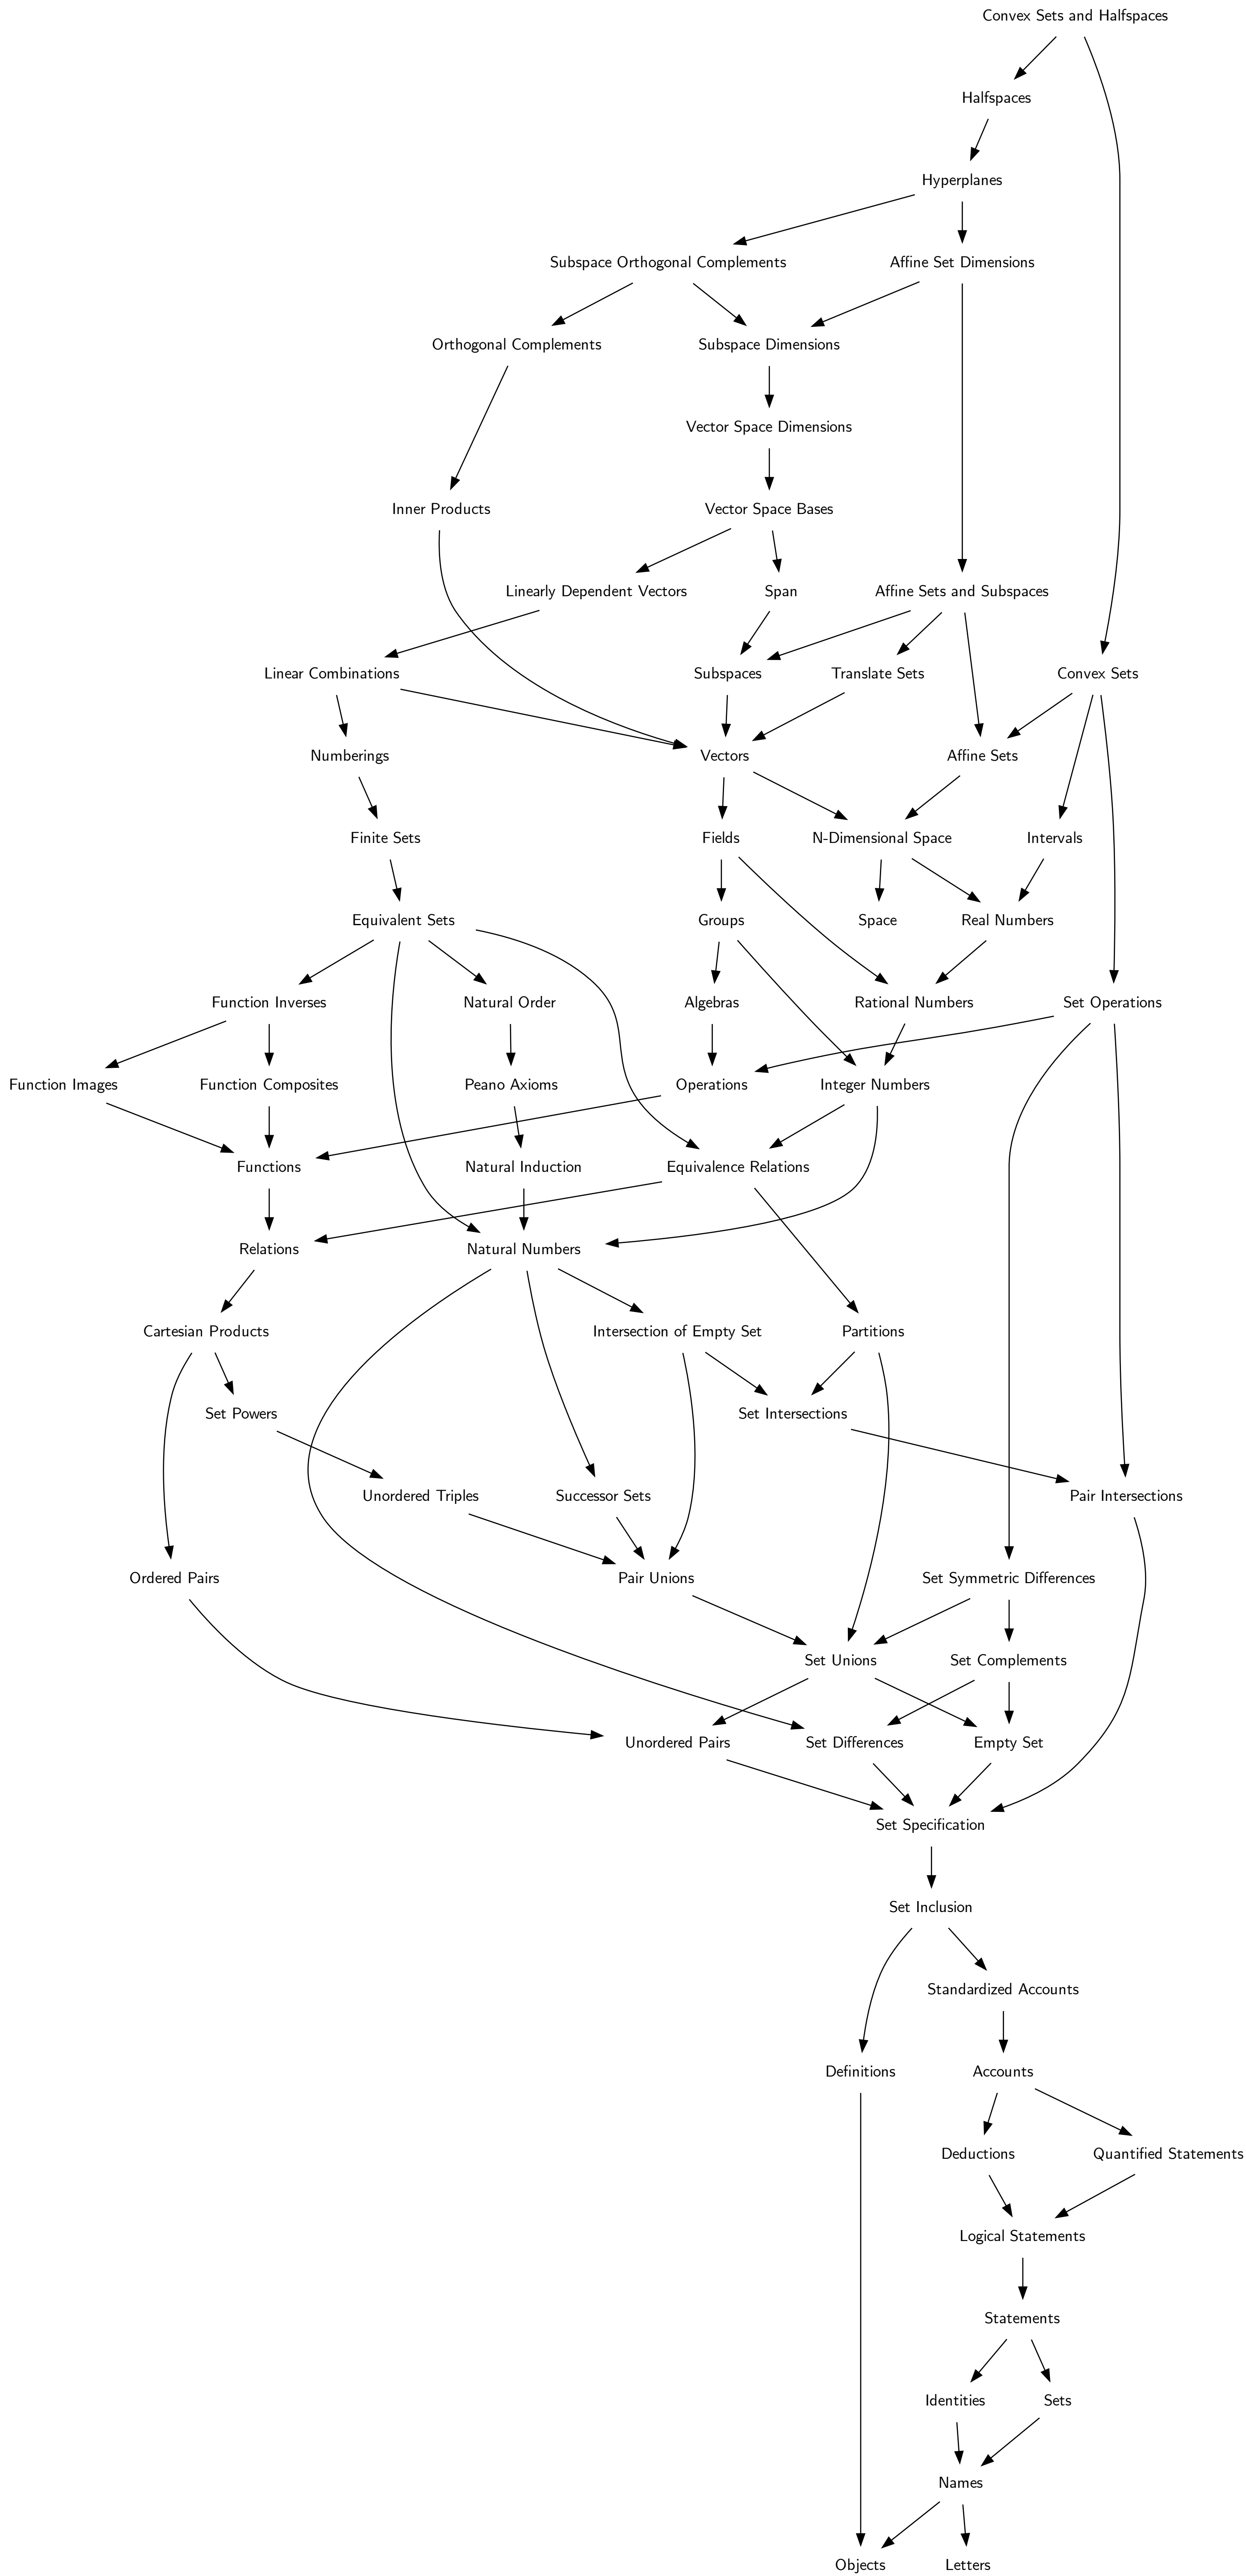 Convex Sets and Halfspaces
Halfspaces
Hyperplanes
Subspace Orthogonal Complements
Affine Set Dimensions
Orthogonal Complements
Subspace Dimensions
Vector Space Dimensions
Inner Products
Vector Space Bases
Linearly Dependent Vectors
Span
Affine Sets and Subspaces
Linear Combinations
Subspaces
Translate Sets
Convex Sets
Numberings
Vectors
Affine Sets
Finite Sets
Fields
N-Dimensional Space
Intervals
Equivalent Sets
Groups
Space
Real Numbers
Function Inverses
Natural Order
Algebras
Rational Numbers
Set Operations
Function Images
Function Composites
Peano Axioms
Operations
Integer Numbers
Functions
Natural Induction
Equivalence Relations
Relations
Natural Numbers
Cartesian Products
Intersection of Empty Set
Partitions
Set Powers
Set Intersections
Unordered Triples
Successor Sets
Pair Intersections
Ordered Pairs
Pair Unions
Set Symmetric Differences
Set Unions
Set Complements
Unordered Pairs
Set Differences
Empty Set
Set Specification
Set Inclusion
Standardized Accounts
Definitions
Accounts
Deductions
Quantified Statements
Logical Statements
Statements
Identities
Sets
Names
Objects
Letters